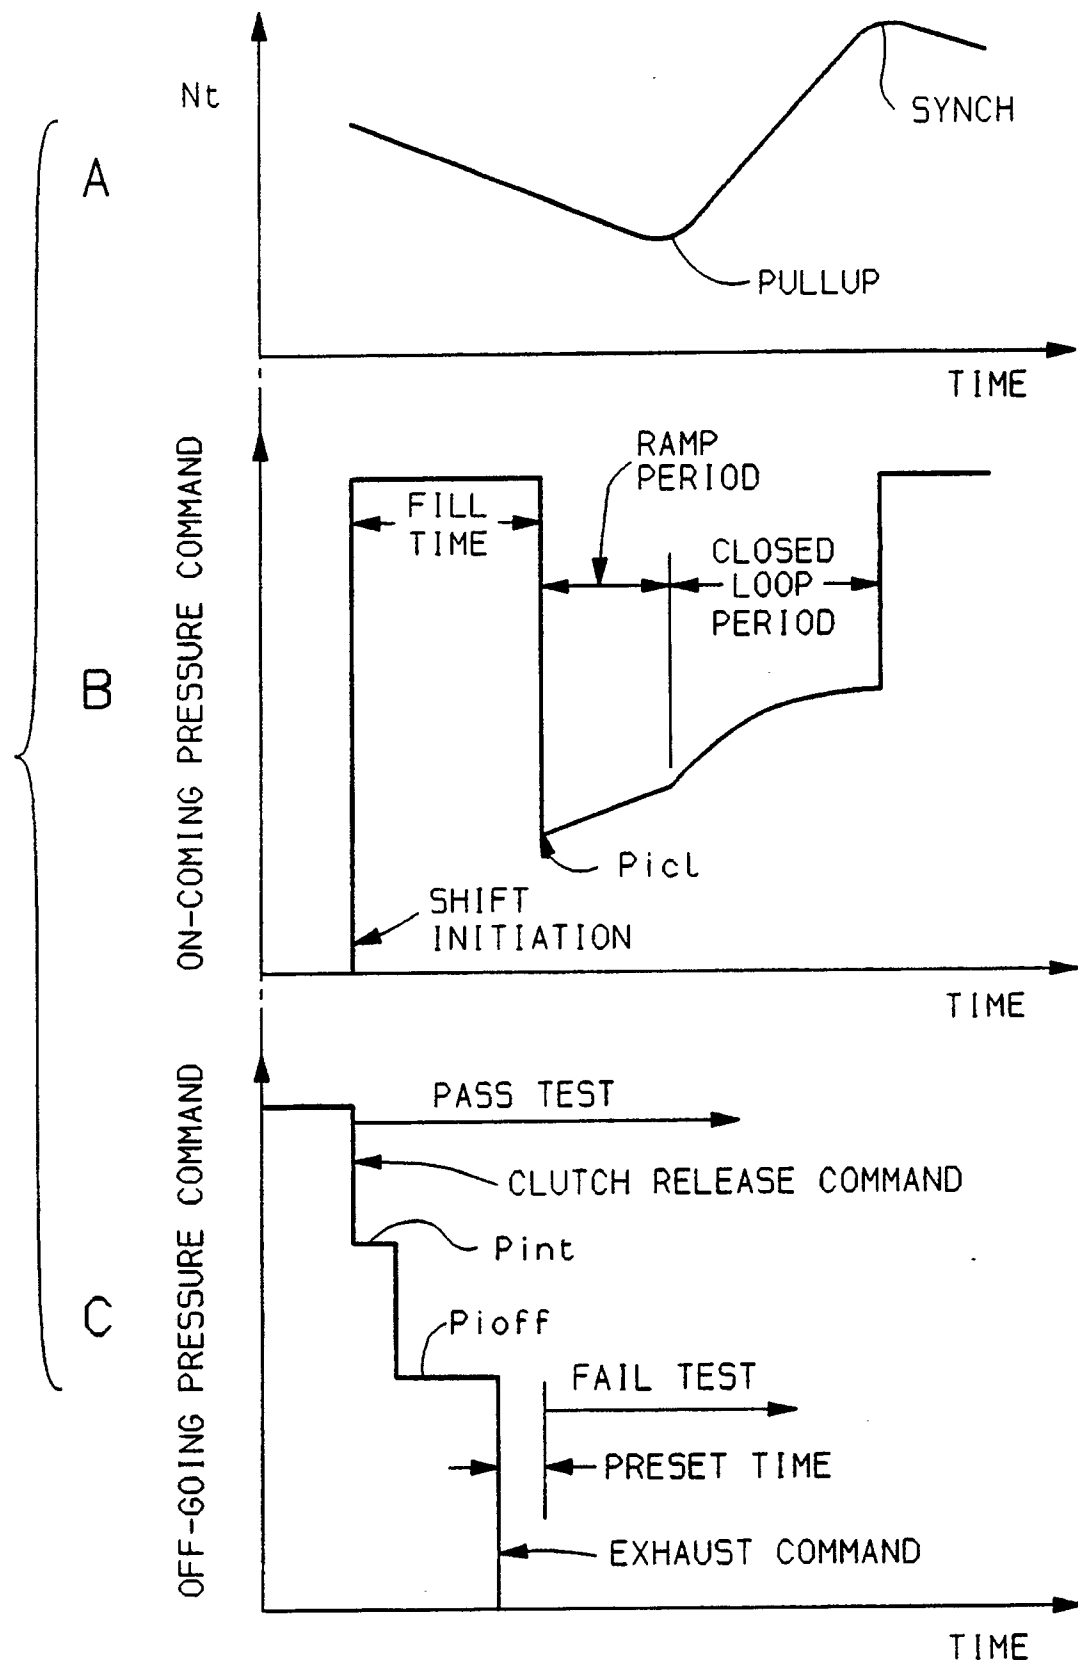 Nt
A
SYNCH
PULLUP
TIME
ON-COMING PRESSURE COMMAND
B
RAMP
PERIOD
FILL
TIME
CLOSED
LOOP
PERIOD
Picl
SHIFT
INITIATION
TIME
OFF-GOING PRESSURE COMMAND
C
PASS TEST
CLUTCH RELEASE COMMAND
Pint
Pioff
FAIL TEST
PRESET TIME
EXHAUST COMMAND
TIME